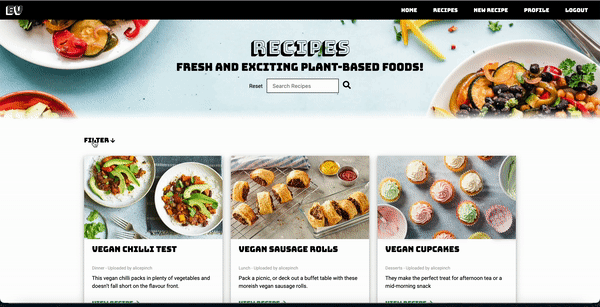 EV
HOME RECIPES NEW RECIPE PROFILE LOGOUT
RECIPES
FRESH AND EXCITING PLANT-BASED FOODS!
Reset Search Recipes
FILTER
VEGAN CHILLI TEST
Dinner - Uploaded by alicepinch
This vegan chilli packs in plenty of vegetables and
doesn't fall short on the flavour front.
VIEW RECIPE
VEGAN SAUSAGE ROLLS
Lunch - Uploaded by alicepinch
Pack a picnic, or deck out a buffet table with these
moreish vegan sausage rolls.
VIEW RECIPE
VEGAN CUPCAKES
Desserts - Uploaded by alicepinch
They make the perfect treat for afternoon tea or a
mid-morning snack
VIEW RECIPE